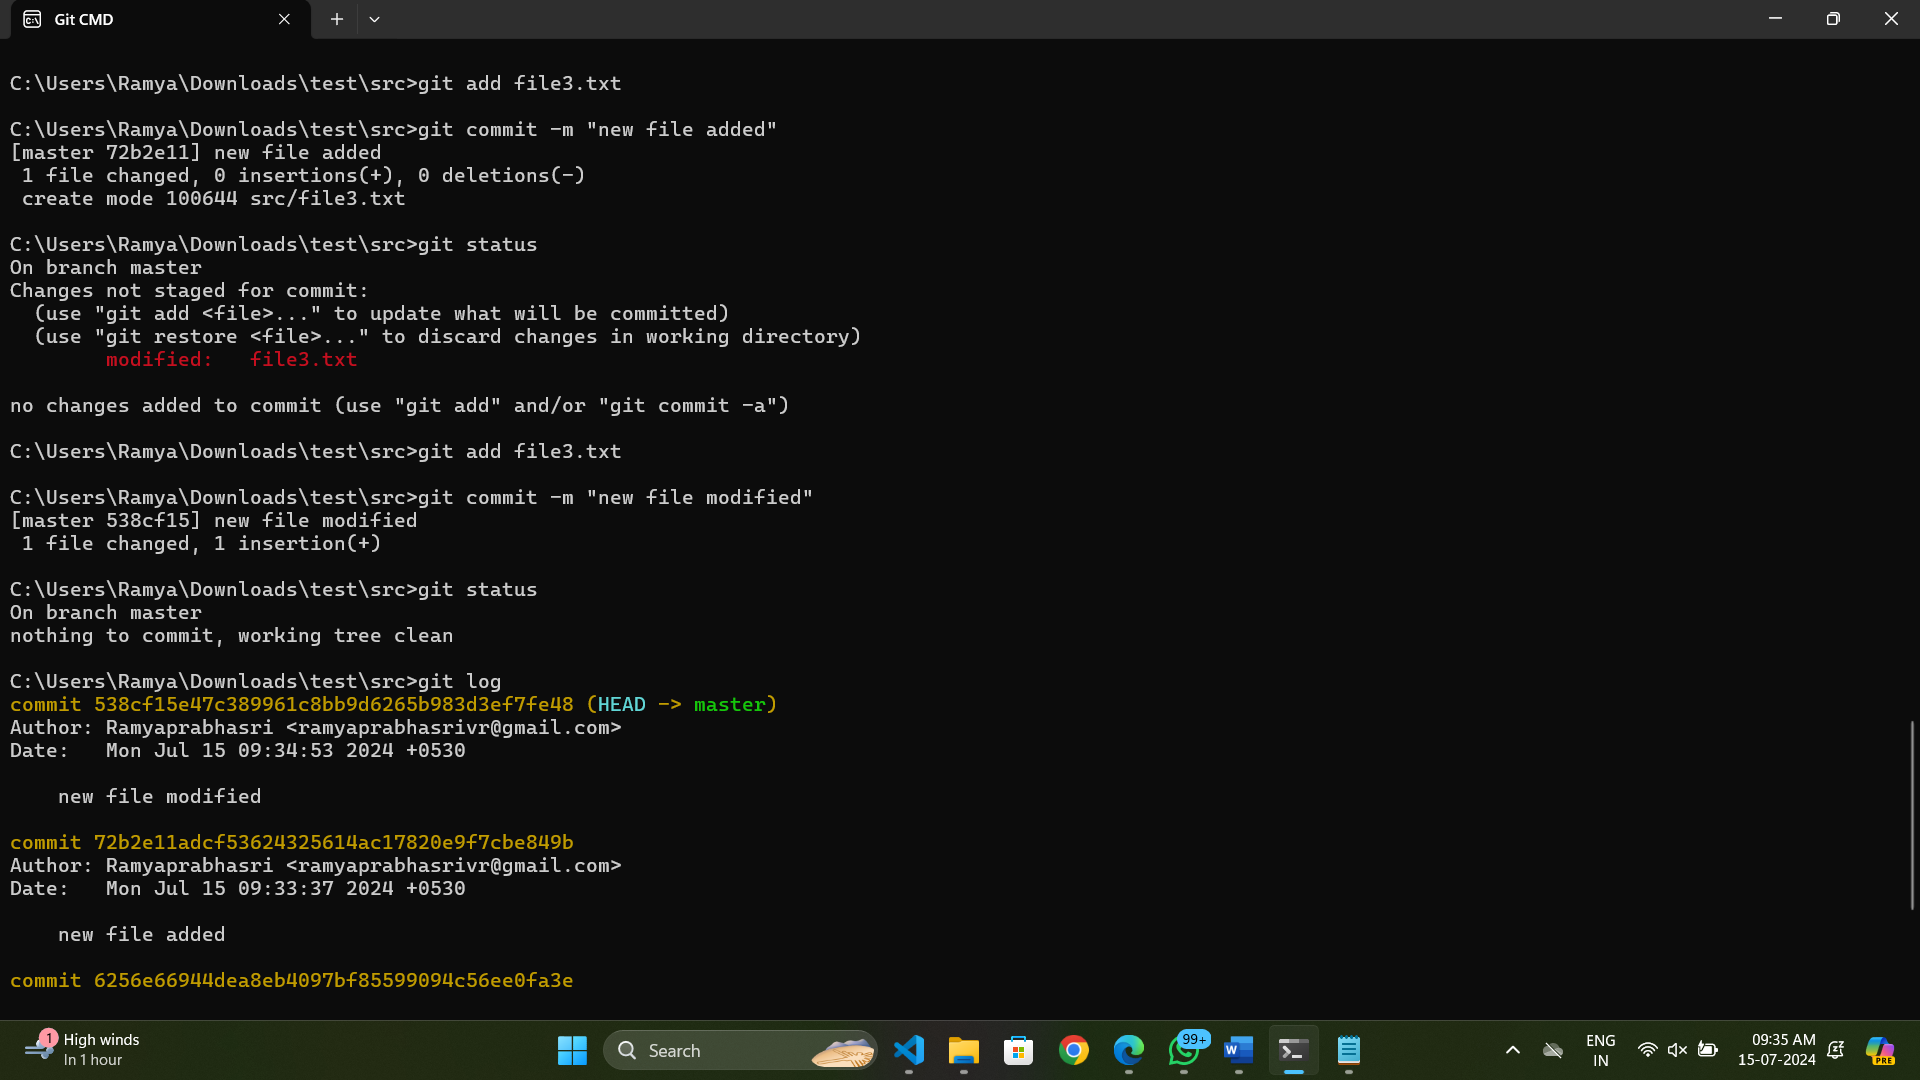 Git CMD
C:\Users\Ramya\Downloads\test\src>git add file3.txt
C:\Users\Ramya\Downloads\test\src>git commit -m "new file added"
[master 72b2e11] new file added
 1 file changed, 0 insertions(+), 0 deletions(-)
 create mode 100644 src/file3.txt
C:\Users\Ramya\Downloads\test\src>git status
On branch master
Changes not staged for commit:
  (use "git add <file>..." to update what will be committed)
  (use "git restore <file>..." to discard changes in working directory)
        modified:   file3.txt
no changes added to commit (use "git add" and/or "git commit -a")
C:\Users\Ramya\Downloads\test\src>git add file3.txt
C:\Users\Ramya\Downloads\test\src>git commit -m "new file modified"
[master 538cf15] new file modified
 1 file changed, 1 insertion(+)
C:\Users\Ramya\Downloads\test\src>git status
On branch master
nothing to commit, working tree clean
C:\Users\Ramya\Downloads\test\src>git log
commit 538cf15e47c389961c8bb9d6265b983d3ef7fe48 (HEAD -> master)
Author: Ramyaprabhasri <ramyaprabhasrivr@gmail.com>
Date:   Mon Jul 15 09:34:53 2024 +0530
    new file modified
commit 72b2e11adcf53624325614ac17820e9f7cbe849b
Author: Ramyaprabhasri <ramyaprabhasrivr@gmail.com>
Date:   Mon Jul 15 09:33:37 2024 +0530
    new file added
commit 6256e66944dea8eb4097bf85599094c56ee0fa3e
1
High winds
In 1 hour
Search
99+
W
ENG
IN
09:35 AM
15-07-2024
PRE